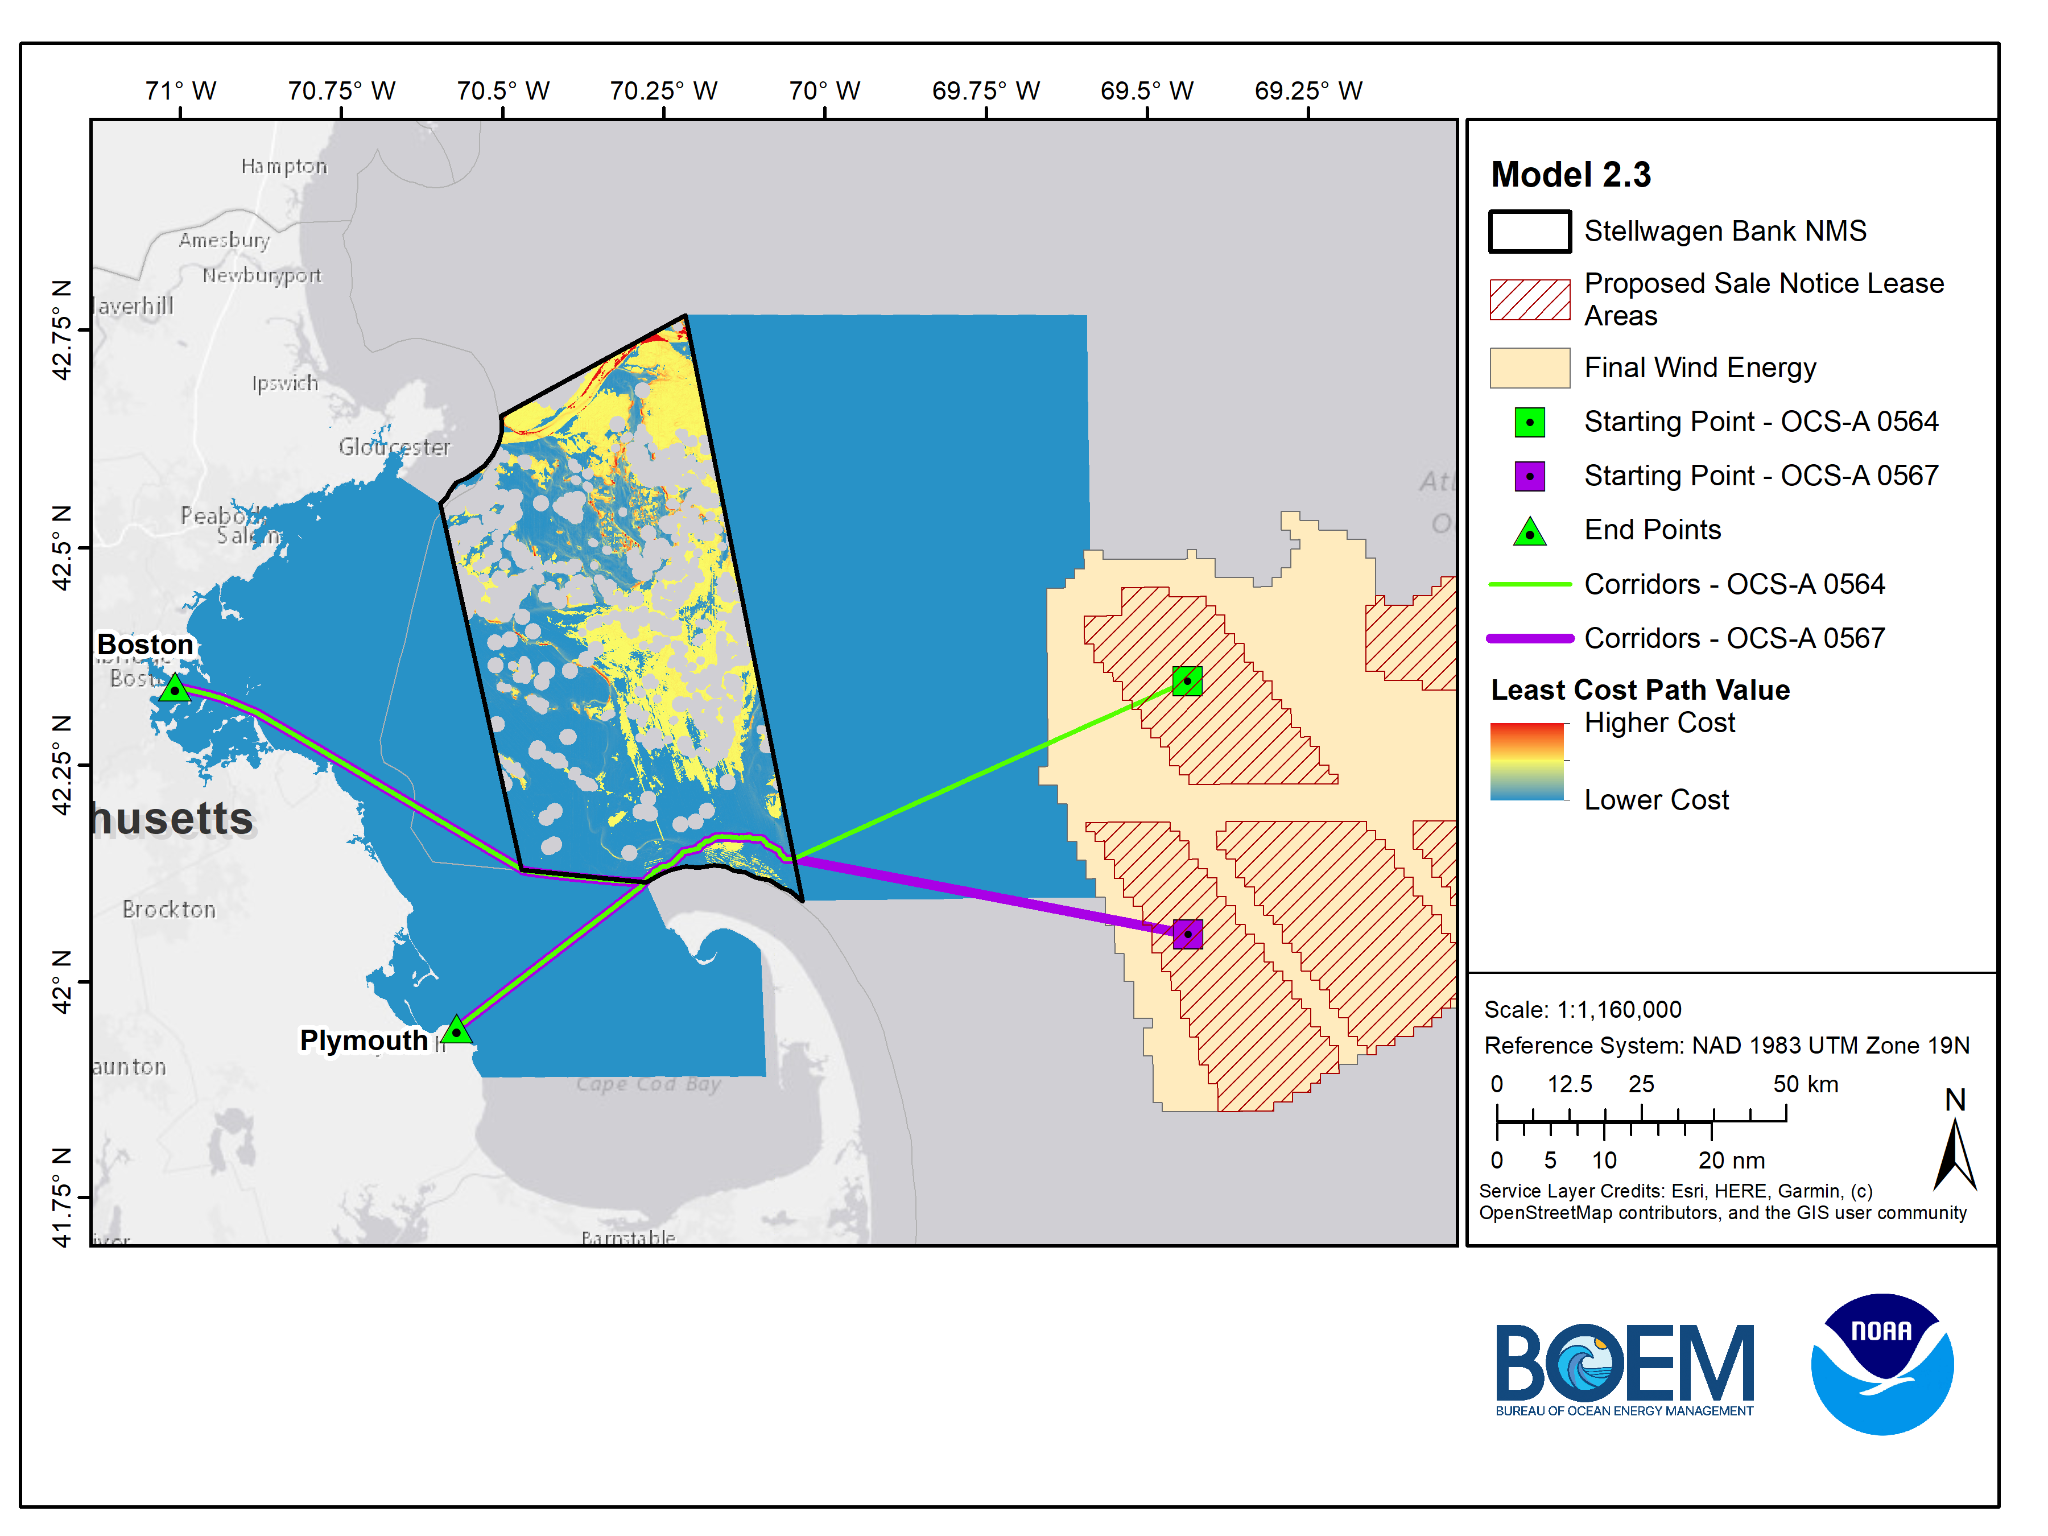 71° W 70.75° W 70.5° W 70.25° W 70° W 69.75° W 69.5° W 69.25° W
42.75° N
42.5° N
42.25° N
42° N
41.75° N
Hampton
Amesbury
Newburyport
laverhill
Ipswich
Gloucester
Peabod
Salem
Boston
Bost
husetts
Brockton
Plymouth
aunton
Cape Cod Bay
Barnstable
Atl
O
Model 2.3
Stellwagen Bank NMS
Proposed Sale Notice Lease
Areas
Final Wind Energy
Starting Point - OCS-A 0564
Starting Point - OCS-A 0567
End Points
Corridors - OCS-A 0564
Corridors - OCS-A 0567
Least Cost Path Value
Higher Cost
Lower Cost
Scale: 1:1,160,000
Reference System: NAD 1983 UTM Zone 19N
0 12.5 25 50 km
0 5 10 20 nm
N
Service Layer Credits: Esri, HERE, Garmin, (c)
OpenStreetMap contributors, and the GIS user community
BOEM
BUREAU OF OCEAN ENERGY MANAGEMENT
NOAA